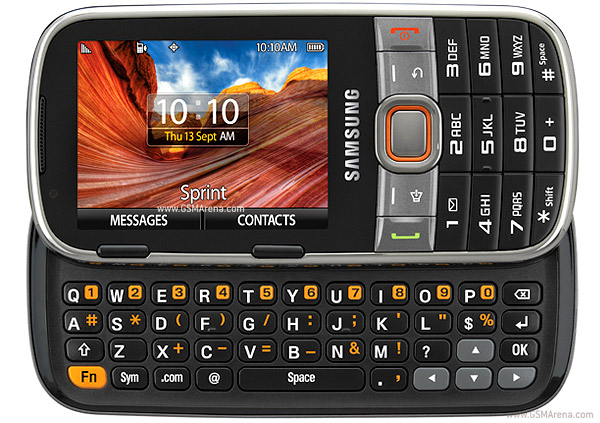 10:10AM
10:10
Thu 13 Sept AM
Sprint
www.GSMArena.com
MESSAGES CONTACTS
SAMSUNG
3 DEF 6 MNO 9 WXYZ # Space
2 ABC 5 JKL 8 TUV 0 +
1 4 GHI 7 PQRS * Shift
Q 1 W 2 E 3 R 4 T 5 Y 6 U 7 I 8 O 9 P 0
A # S * D ( F ) G / H : J ; K ' L " $ %
Z X + C - V = B - N & M ! ? OK
Fn Sym .com @ Space . ,
www.GSMArena.com